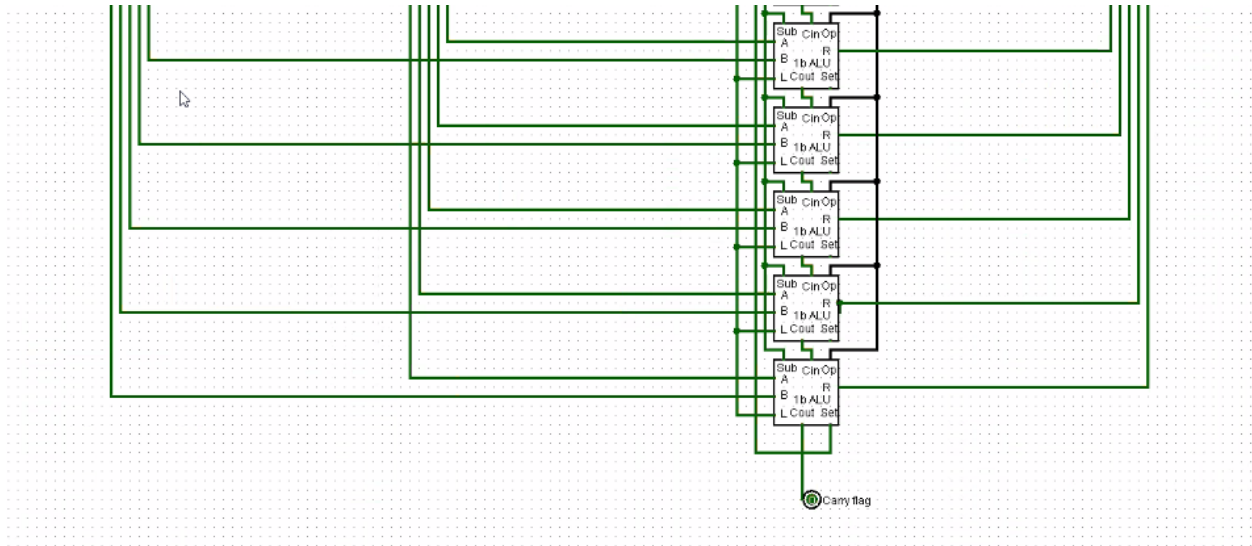 Sub Cin Op
A
R
B
1b ALU
L Cout Set
Sub Cin Op
A
R
B
1b ALU
L Cout Set
Sub Cin Op
A
R
B
1b ALU
L Cout Set
Sub Cin Op
A
R
B
1b ALU
L Cout Set
Sub Cin Op
A
R
B
1b ALU
L Cout Set
Carry flag